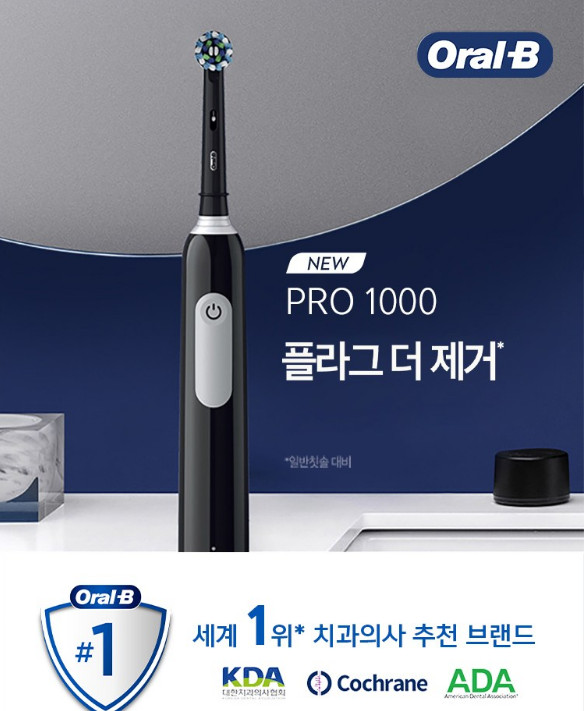 Oral-B
NEW
PRO 1000
플라그 더 제거*
*일반칫솔 대비
Oral-B
#1
세계 1위* 치과의사 추천 브랜드
KDA
대한치과의사협회
Cochrane
ADA
American Dental Association*